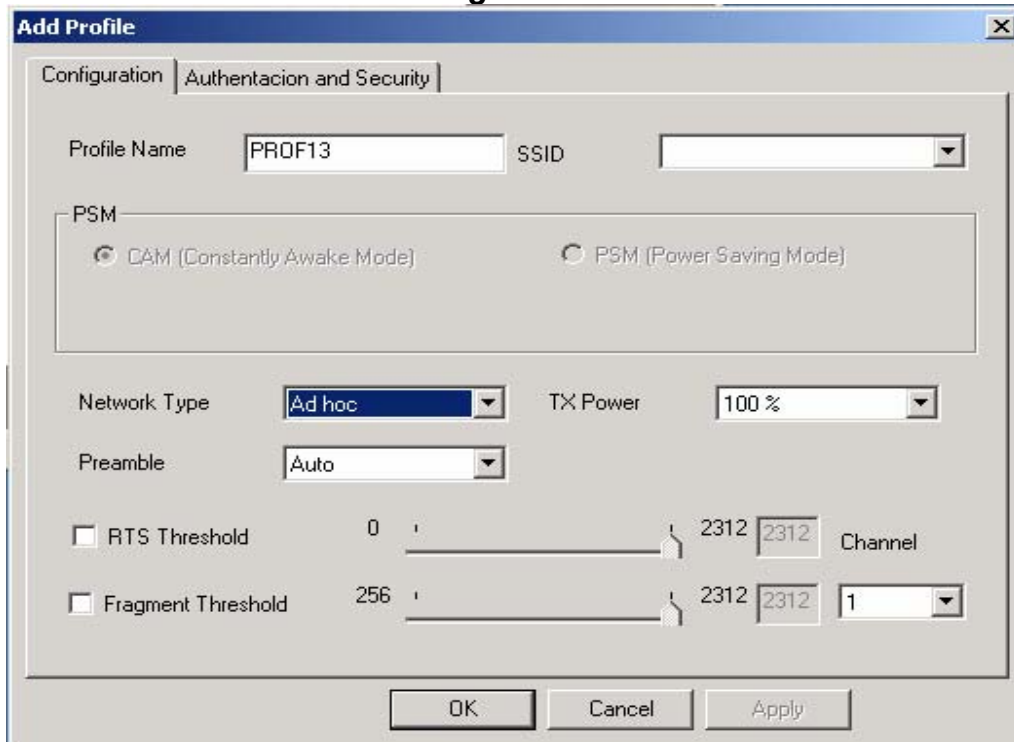 Add Profile
Configuration
Authentacion and Security
Profile Name PROF13 SSID
PSM
CAM (Constantly Awake Mode) PSM (Power Saving Mode)
Network Type Ad hoc TX Power 100 %
Preamble Auto
RTS Threshold 0 2312 2312 Channel
Fragment Threshold 256 2312 2312 1
OK Cancel Apply